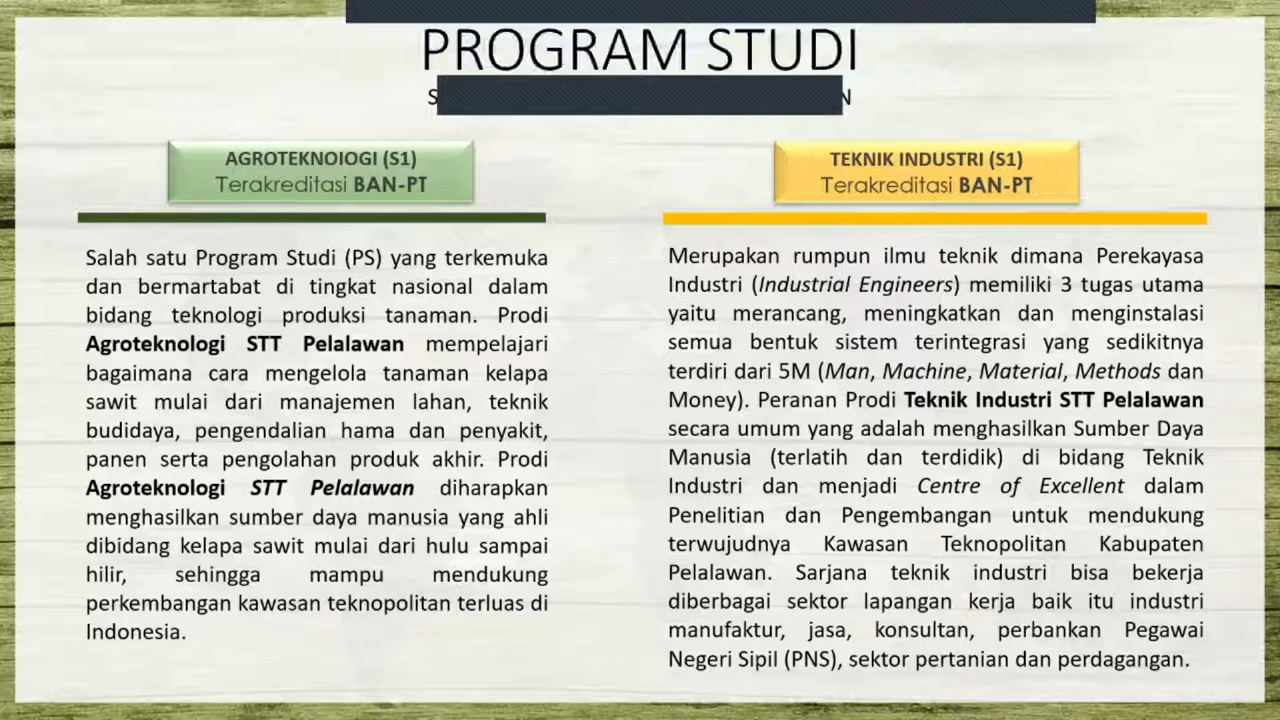 PROGRAM STUDI
AGROTEKNOlOGI (S1)
Terakreditasi BAN-PT
Salah satu Program Studi (PS) yang terkemuka
dan bermartabat di tingkat nasional dalam
bidang teknologi produksi tanaman. Prodi
Agroteknologi STT Pelalawan mempelajari
bagaimana cara mengelola tanaman kelapa
sawit mulai dari manajemen lahan, teknik
budidaya, pengendalian hama dan penyakit,
panen serta pengolahan produk akhir. Prodi
Agroteknologi STT Pelalawan diharapkan
menghasilkan sumber daya manusia yang ahli
dibidang kelapa sawit mulai dari hulu sampai
hilir, sehingga mampu mendukung
perkembangan kawasan teknopolitan terluas di
Indonesia.
TEKNIK INDUSTRI (S1)
Terakreditasi BAN-PT
Merupakan rumpun ilmu teknik dimana Perekayasa
Industri (Industrial Engineers) memiliki 3 tugas utama
yaitu merancang, meningkatkan dan menginstalasi
semua bentuk sistem terintegrasi yang sedikitnya
terdiri dari 5M (Man, Machine, Material, Methods dan
Money). Peranan Prodi Teknik Industri STT Pelalawan
secara umum yang adalah menghasilkan Sumber Daya
Manusia (terlatih dan terdidik) di bidang Teknik
Industri dan menjadi Centre of Excellent dalam
Penelitian dan Pengembangan untuk mendukung
terwujudnya Kawasan Teknopolitan Kabupaten
Pelalawan. Sarjana teknik industri bisa bekerja
diberbagai sektor lapangan kerja baik itu industri
manufaktur, jasa, konsultan, perbankan Pegawai
Negeri Sipil (PNS), sektor pertanian dan perdagangan.